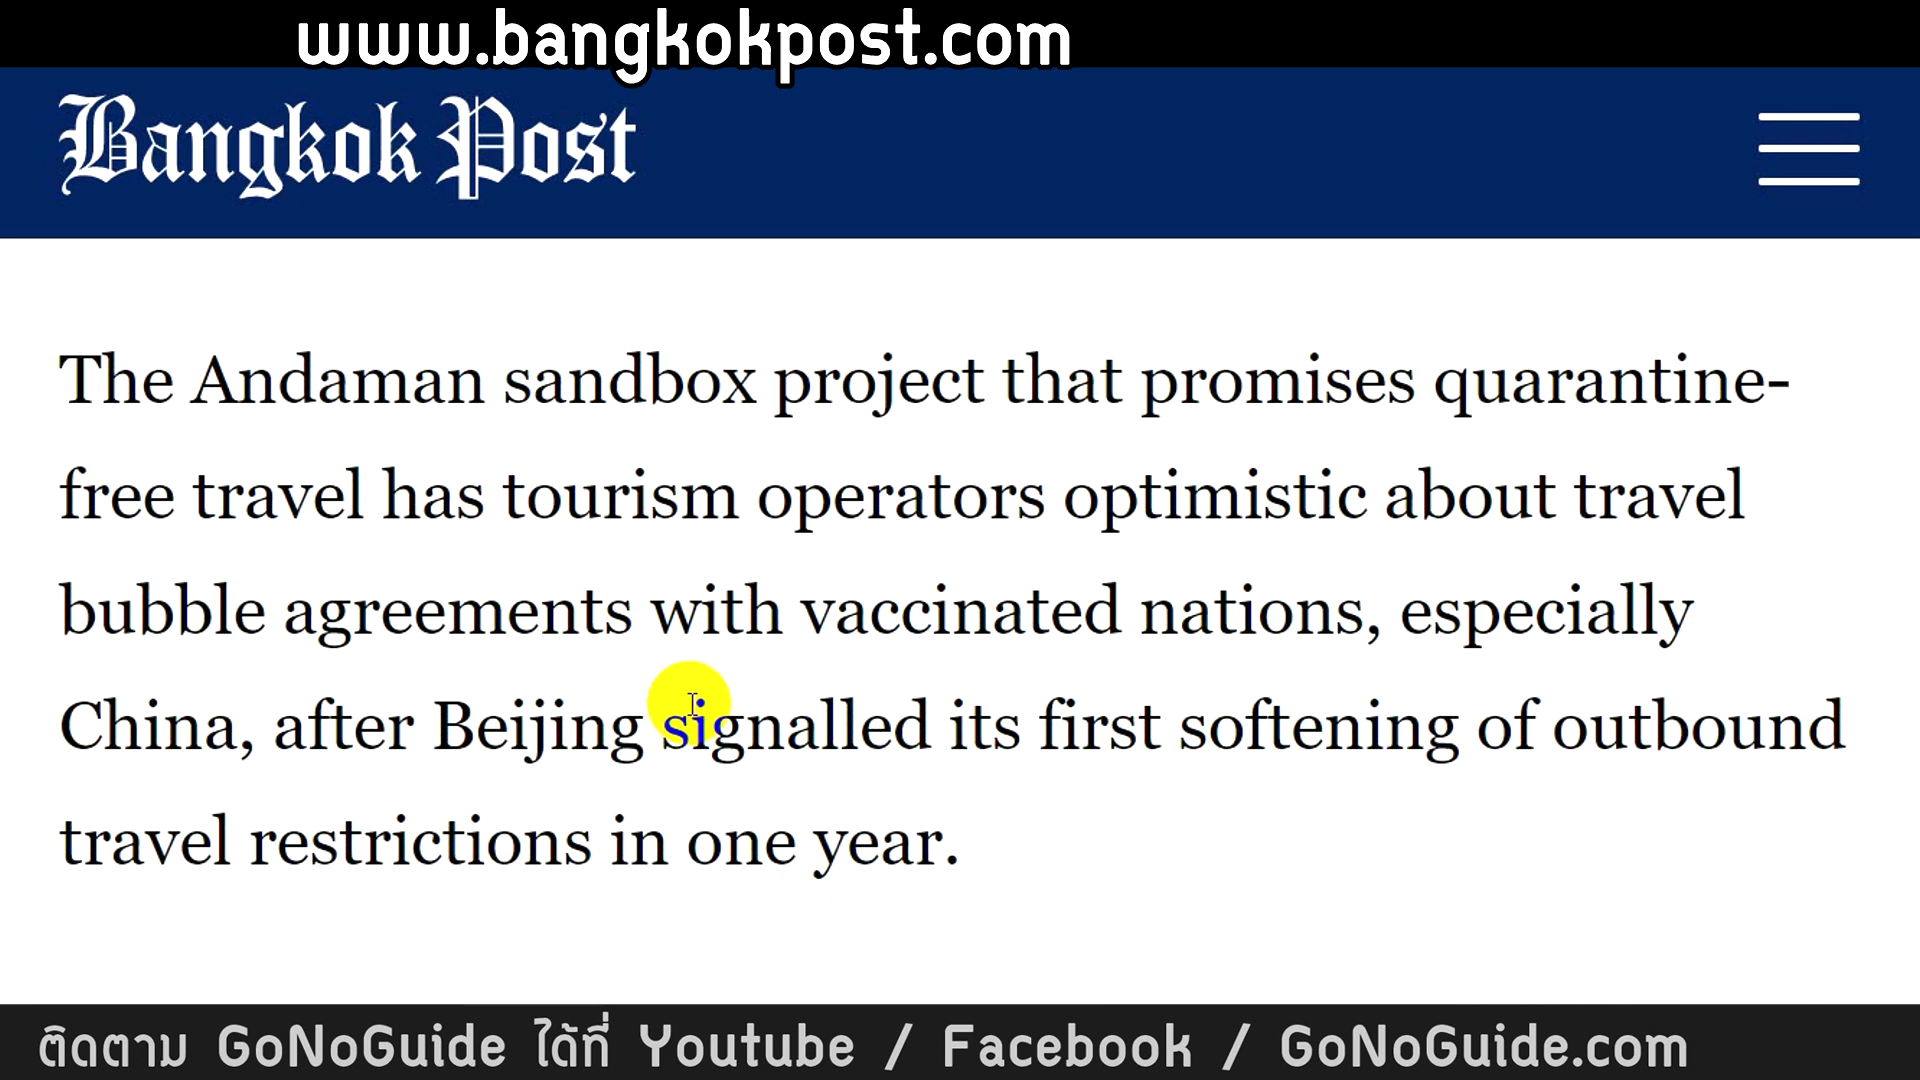 www.bangkokpost.com
Bangkok Post
The Andaman sandbox project that promises quarantine-
free travel has tourism operators optimistic about travel
bubble agreements with vaccinated nations, especially
China, after Beijing signalled its first softening of outbound
travel restrictions in one year.
ติดตาม GoNoGuide ได้ที่ Youtube / Facebook / GoNoGuide.com